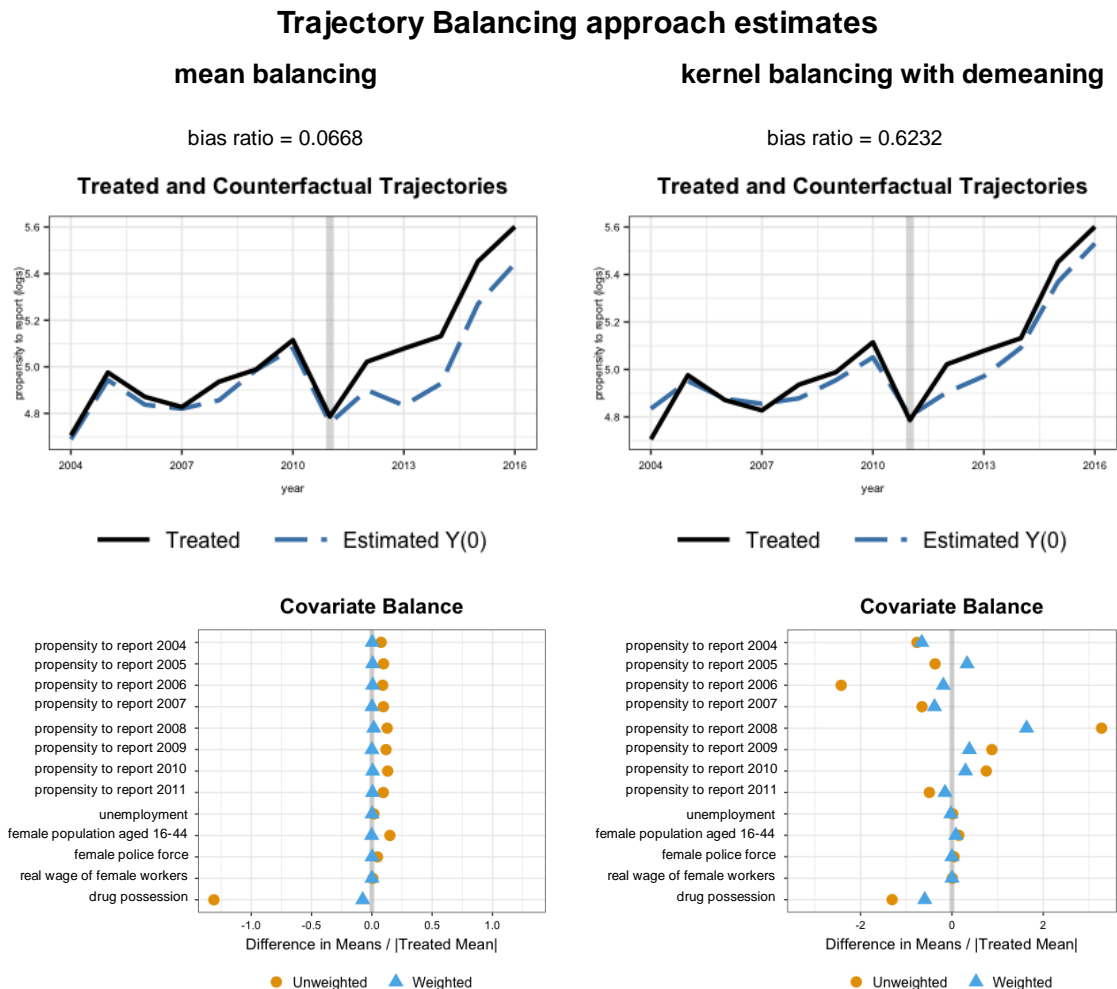 Trajectory Balancing approach estimates
mean balancing
bias ratio = 0.0668
Treated and Counterfactual Trajectories
propensity to report (logs)
5.6
5.4
5.2
5.0
4.8
2004
2007
2010
2013
2016
year
Treated
Estimated Y(0)
Covariate Balance
propensity to report 2004
propensity to report 2005
propensity to report 2006
propensity to report 2007
propensity to report 2008
propensity to report 2009
propensity to report 2010
propensity to report 2011
unemployment
female population aged 16-44
female police force
real wage of female workers
drug possession
-1.0
-0.5
0.0
0.5
1.0
Difference in Means / |Treated Mean|
Unweighted
Weighted
kernel balancing with demeaning
bias ratio = 0.6232
Treated and Counterfactual Trajectories
propensity to report (logs)
5.6
5.4
5.2
5.0
4.8
2004
2007
2010
2013
2016
year
Treated
Estimated Y(0)
Covariate Balance
propensity to report 2004
propensity to report 2005
propensity to report 2006
propensity to report 2007
propensity to report 2008
propensity to report 2009
propensity to report 2010
propensity to report 2011
unemployment
female population aged 16-44
female police force
real wage of female workers
drug possession
-2
0
2
Difference in Means / |Treated Mean|
Unweighted
Weighted